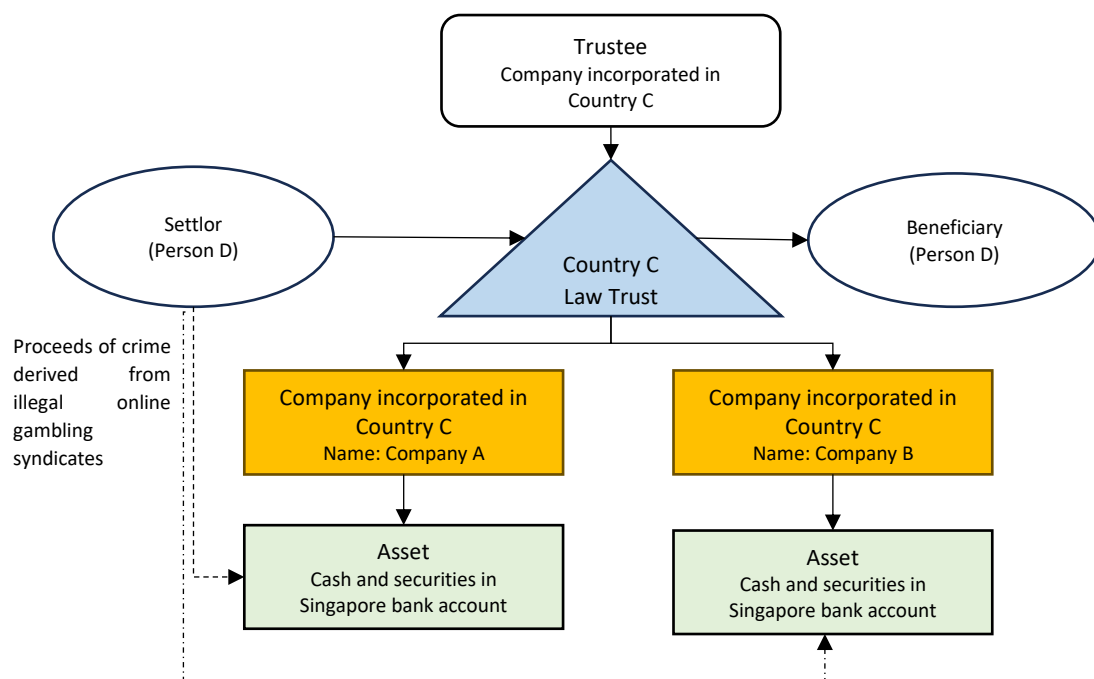 Trustee
Company incorporated in
Country C
Settlor
(Person D)
Beneficiary
(Person D)
Country C
Law Trust
Proceeds of crime
derived from
illegal online
gambling
syndicates
Company incorporated in
Country C
Name: Company A
Company incorporated in
Country C
Name: Company B
Asset
Cash and securities in
Singapore bank account
Asset
Cash and securities in
Singapore bank account